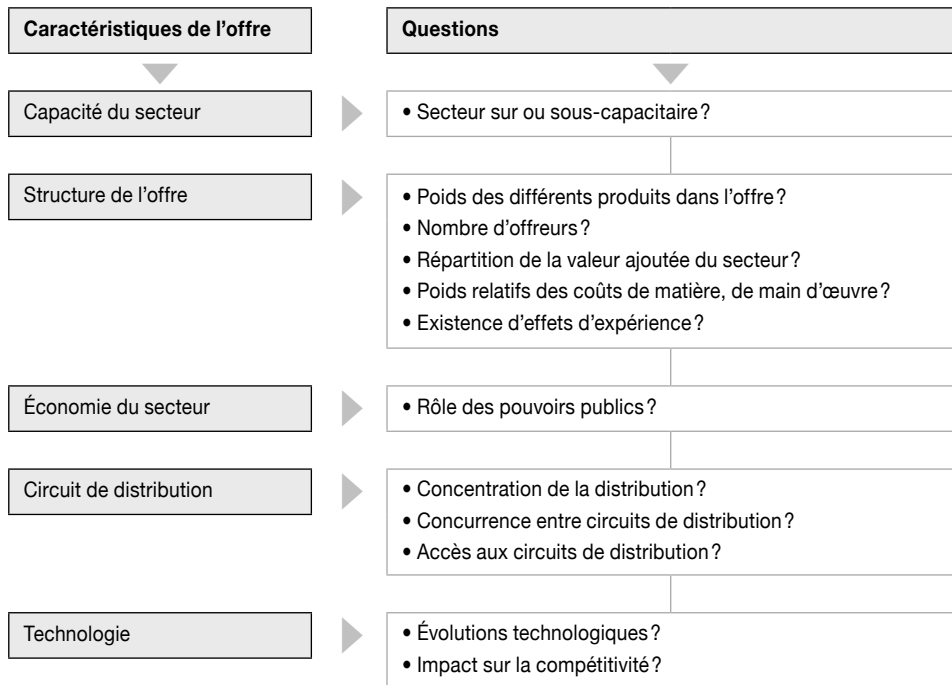 Caractéristiques de l'offre
Questions
Capacité du secteur
• Secteur sur ou sous-capacitaire ?
Structure de l'offre
• Poids des différents produits dans l'offre ?
• Nombre d'offreurs ?
• Répartition de la valeur ajoutée du secteur ?
• Poids relatifs des coûts de matière, de main d'œuvre ?
• Existence d'effets d'expérience ?
Économie du secteur
• Rôle des pouvoirs publics ?
Circuit de distribution
• Concentration de la distribution ?
• Concurrence entre circuits de distribution ?
• Accès aux circuits de distribution ?
Technologie
• Évolutions technologiques ?
• Impact sur la compétitivité ?